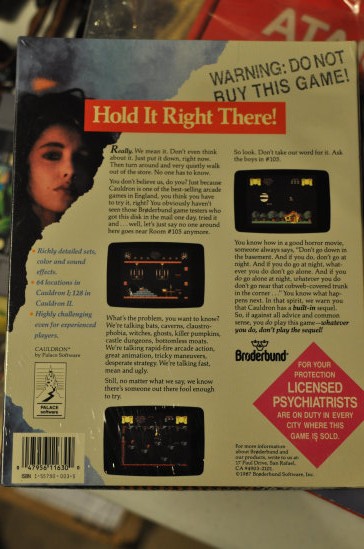 ATA
WARNING: DO NOT
BUY THIS GAME!
Hold It Right There!
Really. We mean it. Don't even think
about it. Just put it down, right now.
Then turn around and very quietly walk
out of the store. No one has to know.
You don't believe us, do you? Just because
Cauldron is one of the best-selling arcade
games in England, you think you have
to try it, right? You obviously haven't
seen those Brøderbund game testers who
got this disk in the mail one day, tried it
and . . . well, let's just say no one around
here goes near Room #105 anymore.
What's the problem, you want to know?
We're talking bats, caverns, claustro-
phobia, witches, ghosts, killer pumpkins,
castle dungeons, bottomless moats.
We're talking rapid-fire arcade action,
great animation, tricky maneuvers,
desperate strategy. We're talking fast,
mean and ugly.
Still, no matter what we say, we know
there's someone out there fool enough
to try.
So look. Don't take our word for it. Ask
the boys in #105.
You know how in a good horror movie,
someone always says, "Don't go down in
the basement. And if you do, don't go at
night. And if you do go at night, whatever
you do don't go alone. And if you
do go alone at night, whatever you do
don't go near that cobweb-covered trunk
in the corner . . ." You know what hap-
pens next. In that spirit, we warn you
that Cauldron has a built-in sequel.
So, if against all advice and common
sense, you do play this game—whatever
you do, don't play the sequel!
• Richly detailed sets,
color and sound
effects.
• 64 locations in
Cauldron I; 128 in
Cauldron II.
• Highly challenging
even for experienced
players.
CAULDRON
by Palace Software
PALACE
software
Brøderbund
FOR YOUR
PROTECTION
LICENSED
PSYCHIATRISTS
ARE ON DUTY IN EVERY
CITY WHERE THIS
GAME IS SOLD.
For more information
about Brøderbund and
our products, write to us at:
17 Paul Drive, San Rafael,
CA 94903-2101.
©1987 Brøderbund Software, Inc.
47956 11630
ISBN 1-55790-003-X